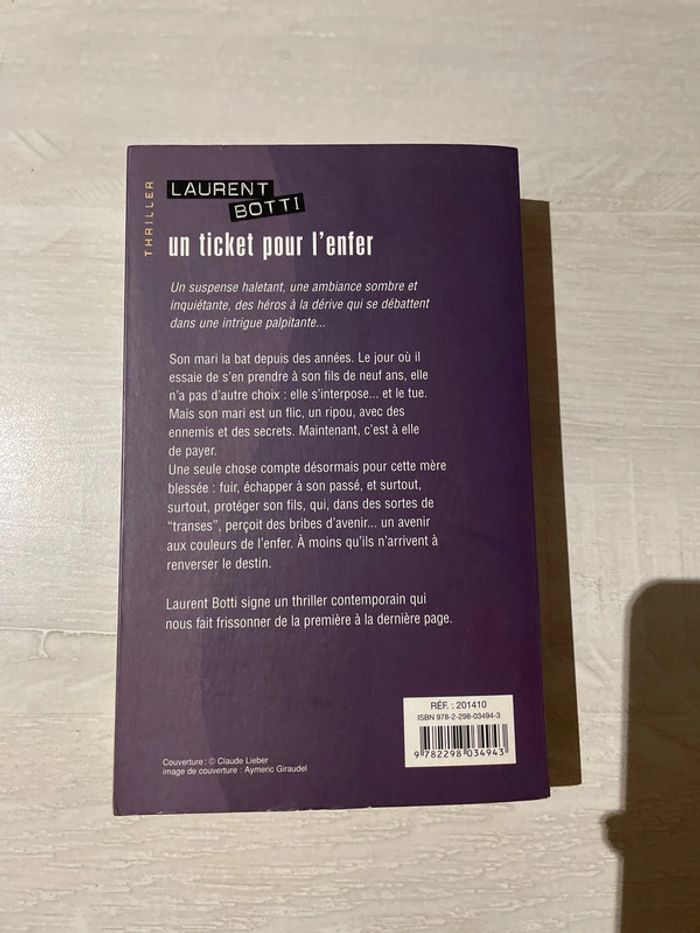 THRILLER
LAURENT
BOTTI
un ticket pour l'enfer
Un suspense haletant, une ambiance sombre et
inquiétante, des héros à la dérive qui se débattent
dans une intrigue palpitante...
Son mari la bat depuis des années. Le jour où il
essaie de s'en prendre à son fils de neuf ans, elle
n'a pas d'autre choix : elle s'interpose... et le tue.
Mais son mari est un flic, un ripou, avec des
ennemis et des secrets. Maintenant, c'est à elle
de payer.
Une seule chose compte désormais pour cette mère
blessée : fuir, échapper à son passé, et surtout,
surtout, protéger son fils, qui, dans des sortes de
“transes”, perçoit des bribes d'avenir... un avenir
aux couleurs de l'enfer. À moins qu'ils n'arrivent à
renverser le destin.
Laurent Botti signe un thriller contemporain qui
nous fait frissonner de la première à la dernière page.
RÉF. : 201410
ISBN 978-2-298-03494-3
9 782298 034943
Couverture : © Claude Lieber
image de couverture : Aymeric Giraudel